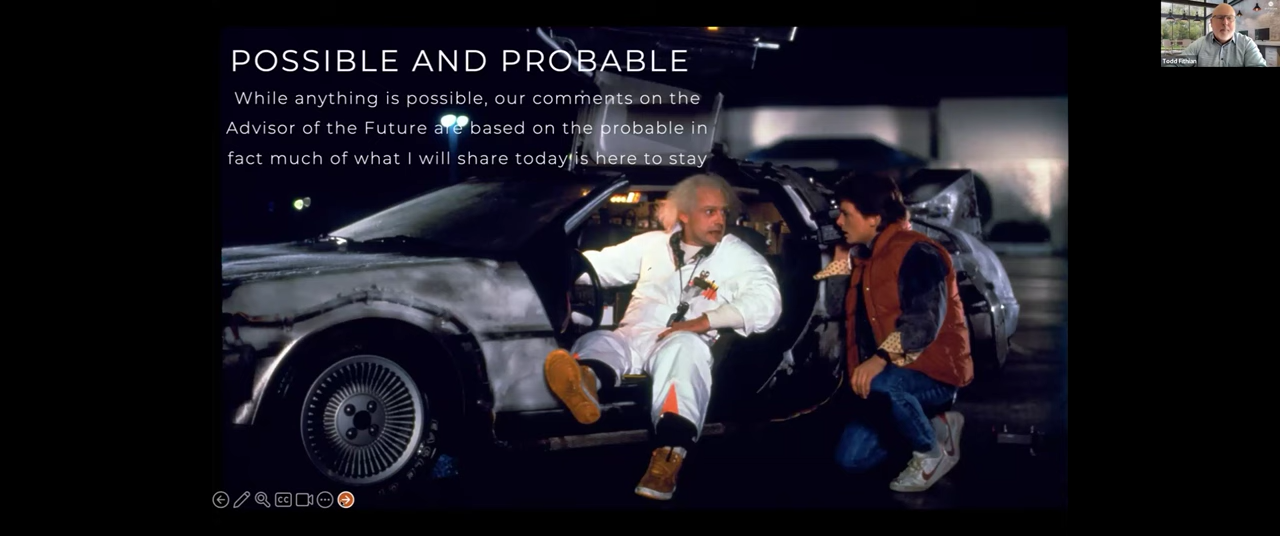 POSSIBLE AND PROBABLE
While anything is possible, our comments on the
Advisor of the Future are based on the probable in
fact much of what I will share today is here to stay
CC
Todd Fithian